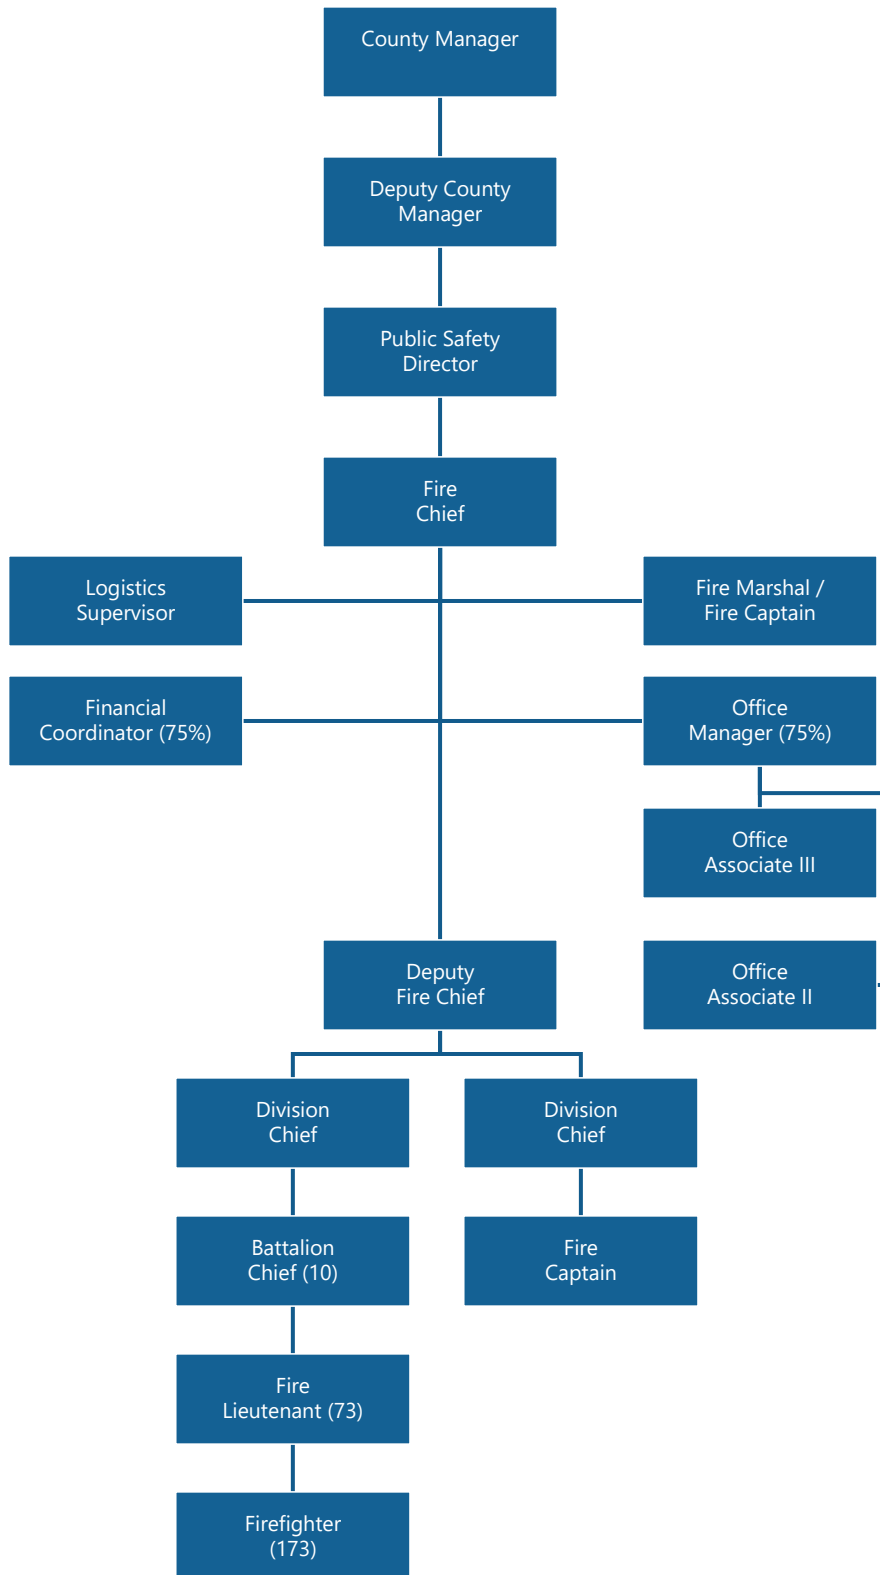 County Manager
Deputy County
Manager
Public Safety
Director
Fire
Chief
Logistics
Supervisor
Fire Marshal /
Fire Captain
Financial
Coordinator (75%)
Office
Manager (75%)
Office
Associate III
Deputy
Fire Chief
Office
Associate II
Division
Chief
Division
Chief
Battalion
Chief (10)
Fire
Captain
Fire
Lieutenant (73)
Firefighter
(173)